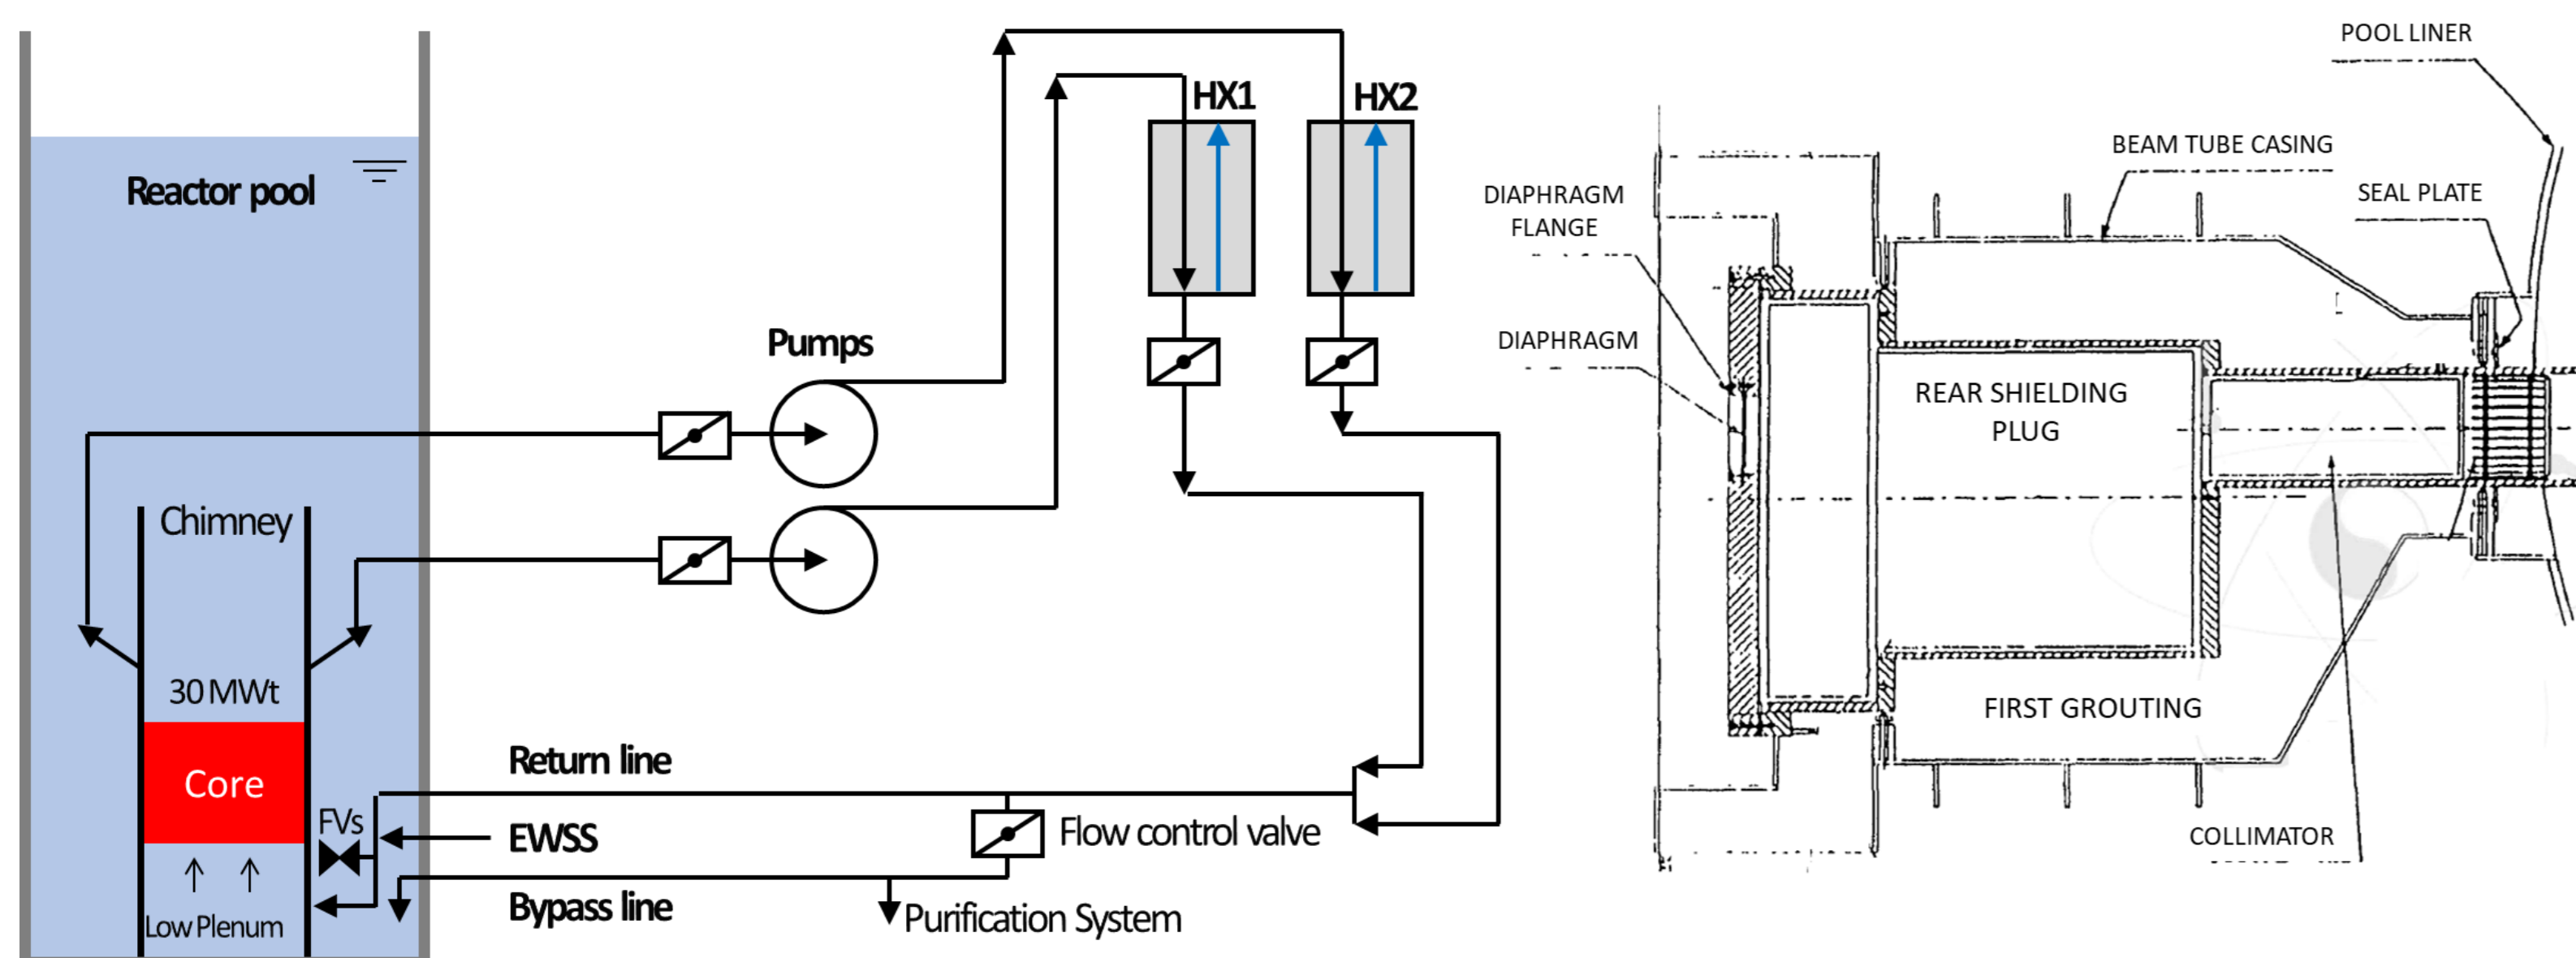 Reactor pool
Chimney
30 MWt
Core
FVs
Low Plenum
Pumps
HX1
HX2
Return line
EWSS
Bypass line
Flow control valve
Purification System
POOL LINER
BEAM TUBE CASING
SEAL PLATE
DIAPHRAGM
FLANGE
DIAPHRAGM
REAR SHIELDING
PLUG
FIRST GROUTING
COLLIMATOR